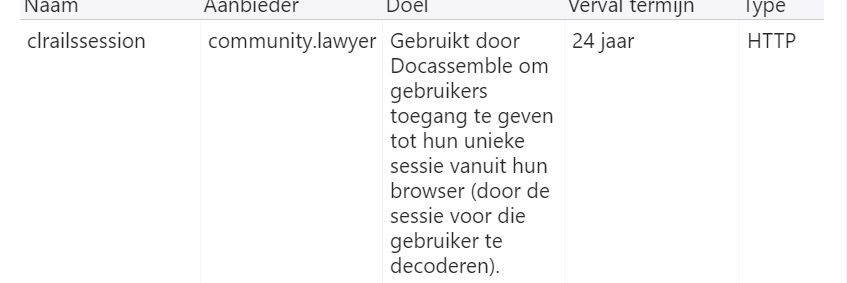 Naam Aanbieder Doel Verval termijn Type
clrailssession community.lawyer Gebruikt door 24 jaar HTTP
Docassemble om
gebruikers
toegang te geven
tot hun unieke
sessie vanuit hun
browser (door de
sessie voor die
gebruiker te
decoderen).